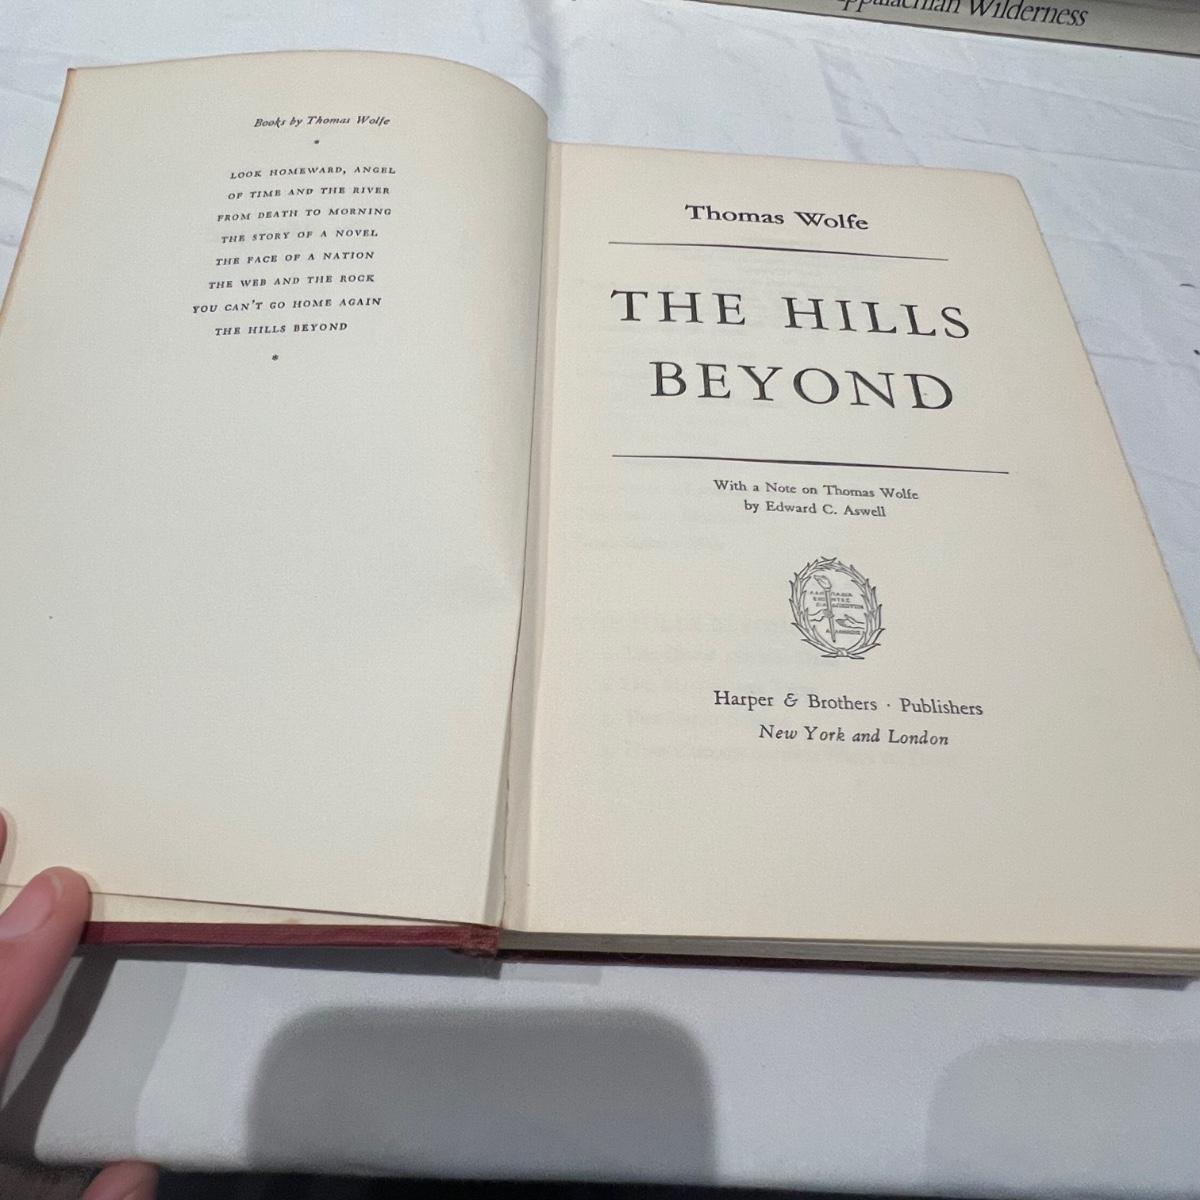 Appalachian Wilderness
Books by Thomas Wolfe
*
LOOK HOMEWARD, ANGEL
OF TIME AND THE RIVER
FROM DEATH TO MORNING
THE STORY OF A NOVEL
THE FACE OF A NATION
THE WEB AND THE ROCK
YOU CAN'T GO HOME AGAIN
THE HILLS BEYOND
*
Thomas Wolfe
THE HILLS
BEYOND
With a Note on Thomas Wolfe
by Edward C. Aswell
Harper & Brothers · Publishers
New York and London